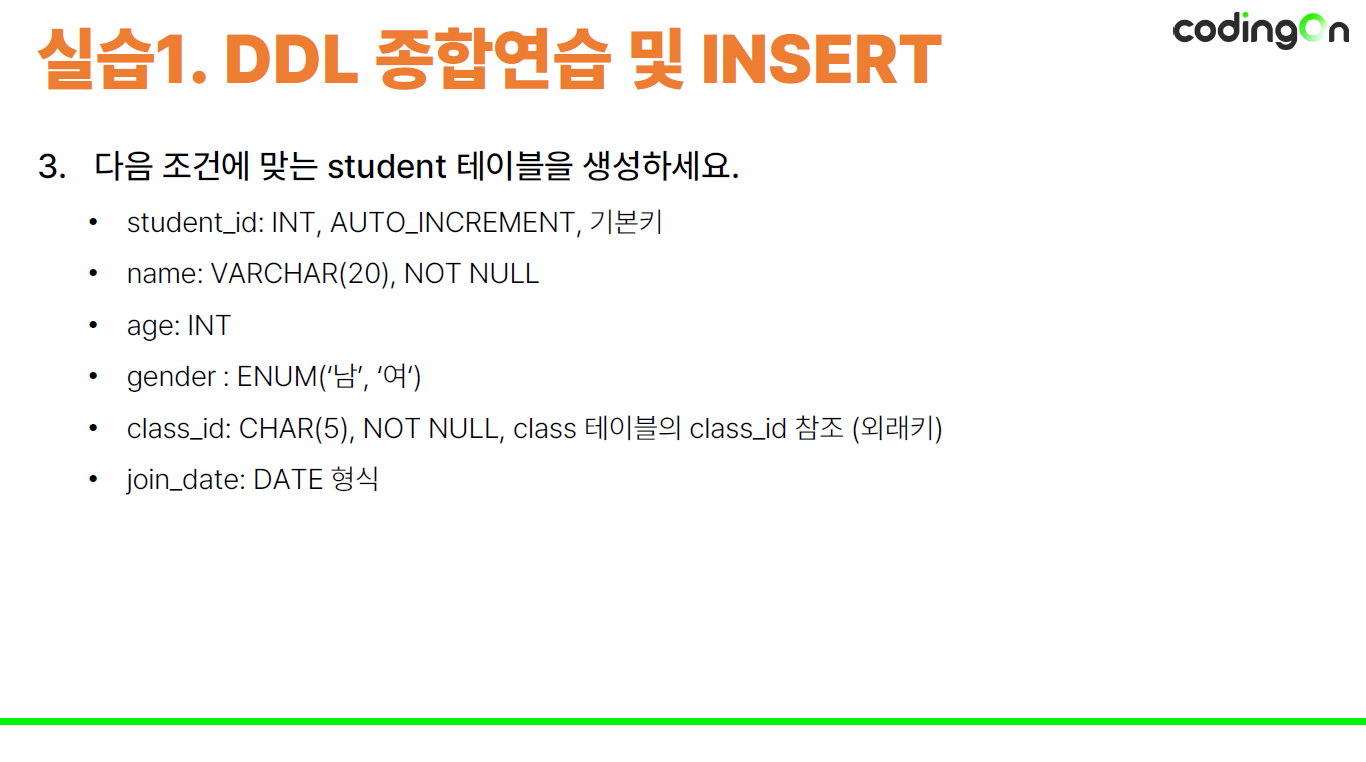 codingOn
실습1. DDL 종합연습 및 INSERT
3. 다음 조건에 맞는 student 테이블을 생성하세요.
• student_id: INT, AUTO_INCREMENT, 기본키
• name: VARCHAR(20), NOT NULL
• age: INT
• gender : ENUM(‘남’, ‘여‘)
• class_id: CHAR(5), NOT NULL, class 테이블의 class_id 참조 (외래키)
• join_date: DATE 형식